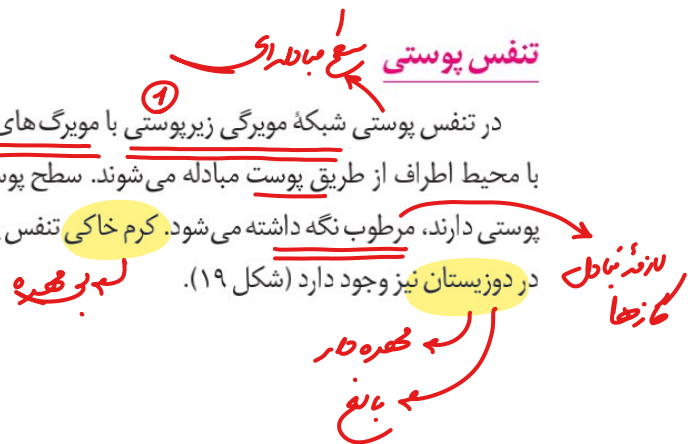 تنفس پوستی
سطح مبادله‌ای
1
در تنفس پوستی شبکهٔ مویرگی زیرپوستی با مویرگ‌های
با محیط اطراف از طریق پوست مبادله می‌شوند. سطح پو
پوستی دارند، مرطوب نگه داشته می‌شود. کرم خاکی تنفس
در دوزیستان نیز وجود دارد (شکل ۱۹).
لازمهٔ تبادل
گازها
بی مهره
مهره دار
بالغ